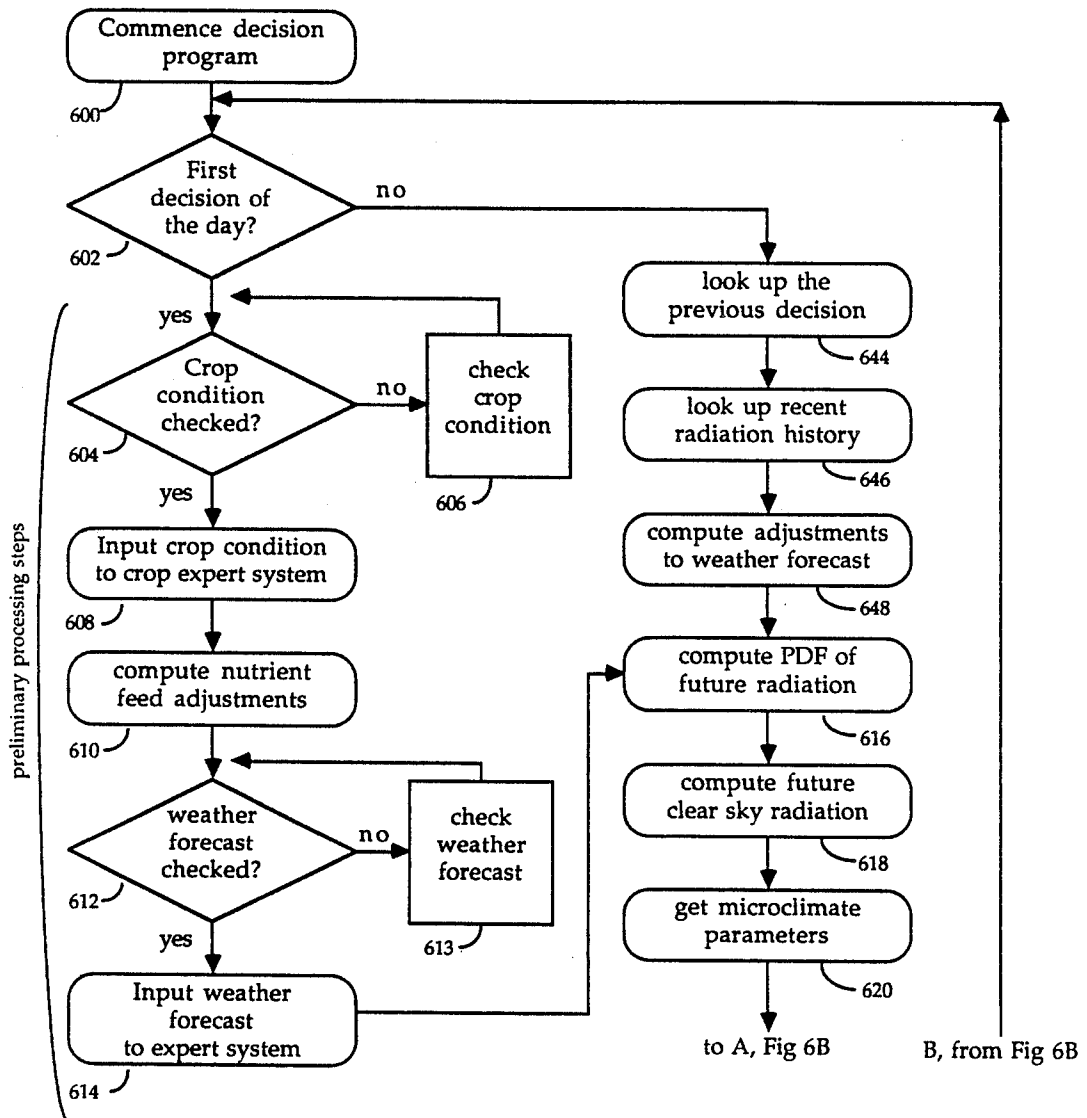 Commence decision
program
600
First
decision of
the day?
602
no
yes
Crop
condition
checked?
604
no
check
crop
condition
606
yes
Input crop condition
to crop expert system
608
compute nutrient
feed adjustments
610
weather
forecast
checked?
612
no
check
weather
forecast
613
yes
Input weather
forecast
to expert system
614
preliminary processing steps
look up the
previous decision
644
look up recent
radiation history
646
compute adjustments
to weather forecast
648
compute PDF of
future radiation
616
compute future
clear sky radiation
618
get microclimate
parameters
620
to A, Fig 6B
B, from Fig 6B